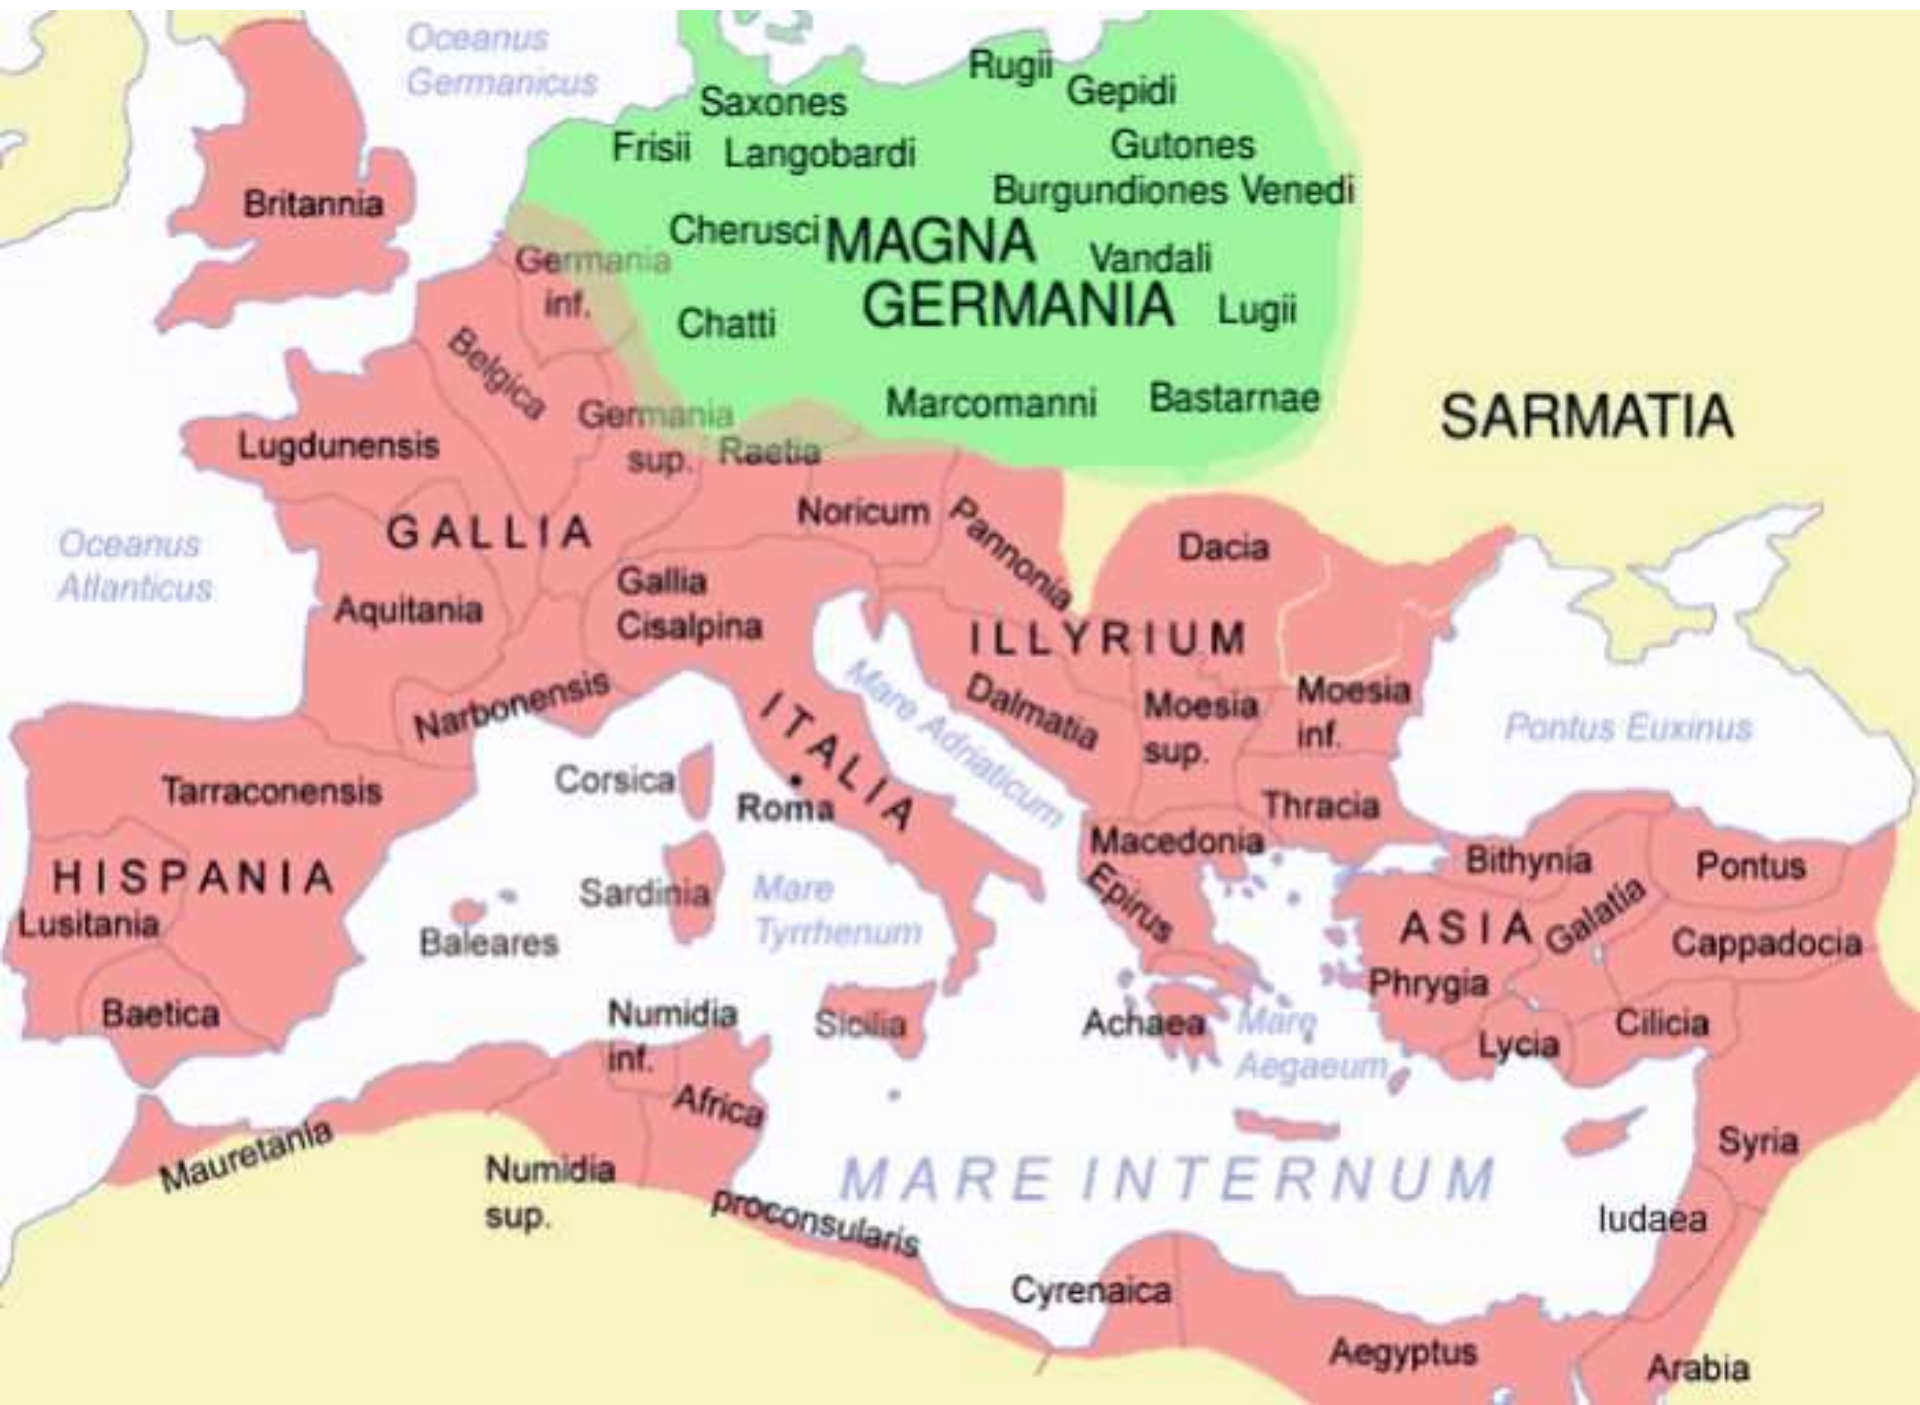 Oceanus
Germanicus
Rugii
Gepidi
Saxones
Frisii
Langobardi
Gutones
Burgundiones
Venedi
Britannia
Cherusci
MAGNA
GERMANIA
Vandali
Germania
inf.
Chatti
Lugii
Belgica
Marcomanni
Bastarnae
SARMATIA
Germania
sup.
Raetia
Lugdunensis
GALLIA
Noricum
Pannonia
Dacia
Oceanus
Atlanticus
Aquitania
Gallia
Cisalpina
ILLYRIUM
Narbonensis
ITALIA
Mare Adriaticum
Dalmatia
Moesia
sup.
Moesia
inf.
Pontus Euxinus
Tarraconensis
Corsica
Roma
Thracia
Macedonia
Epirus
Bithynia
Pontus
HISPANIA
Lusitania
Sardinia
Mare
Tyrrhenum
Baleares
ASIA
Galatia
Cappadocia
Phrygia
Baetica
Numidia
inf.
Sicilia
Achaea
Mare
Aegaeum
Lycia
Cilicia
Africa
proconsularis
Mauretania
Numidia
sup.
MARE INTERNUM
Syria
Iudaea
Cyrenaica
Aegyptus
Arabia